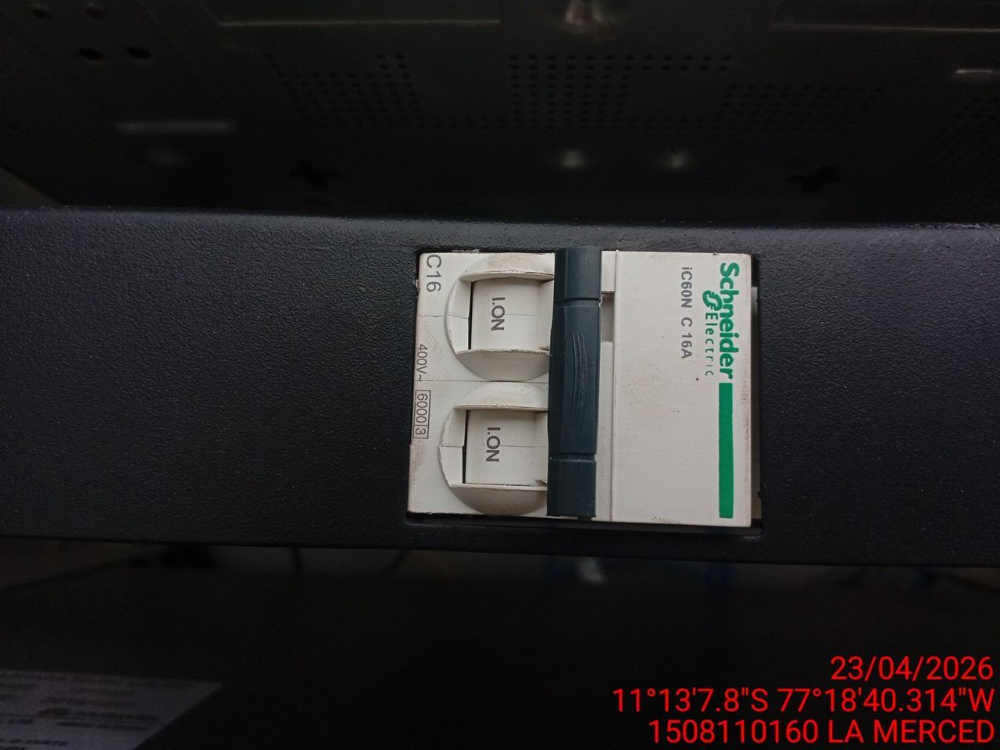 Schneider
Electric
iC60N C 16A
I.ON
I.ON
C16
400V~
6000 3
23/04/2026
11°13'7.8"S 77°18'40.314"W
1508110160 LA MERCED